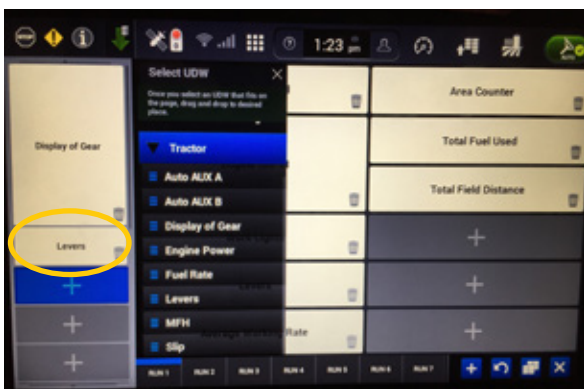 STOP
1:23
Select UDW
Once you select an UDW that fits on
the page, drag and drop to desired
place.
Tractor
Auto AUX A
Auto AUX B
Display of Gear
Engine Power
Fuel Rate
Levers
MFH
Slip
Display of Gear
Levers
Rate
Area Counter
Total Fuel Used
Total Field Distance
RUN 1
RUN 2
RUN 3
RUN 4
RUN 5
RUN 6
RUN 7